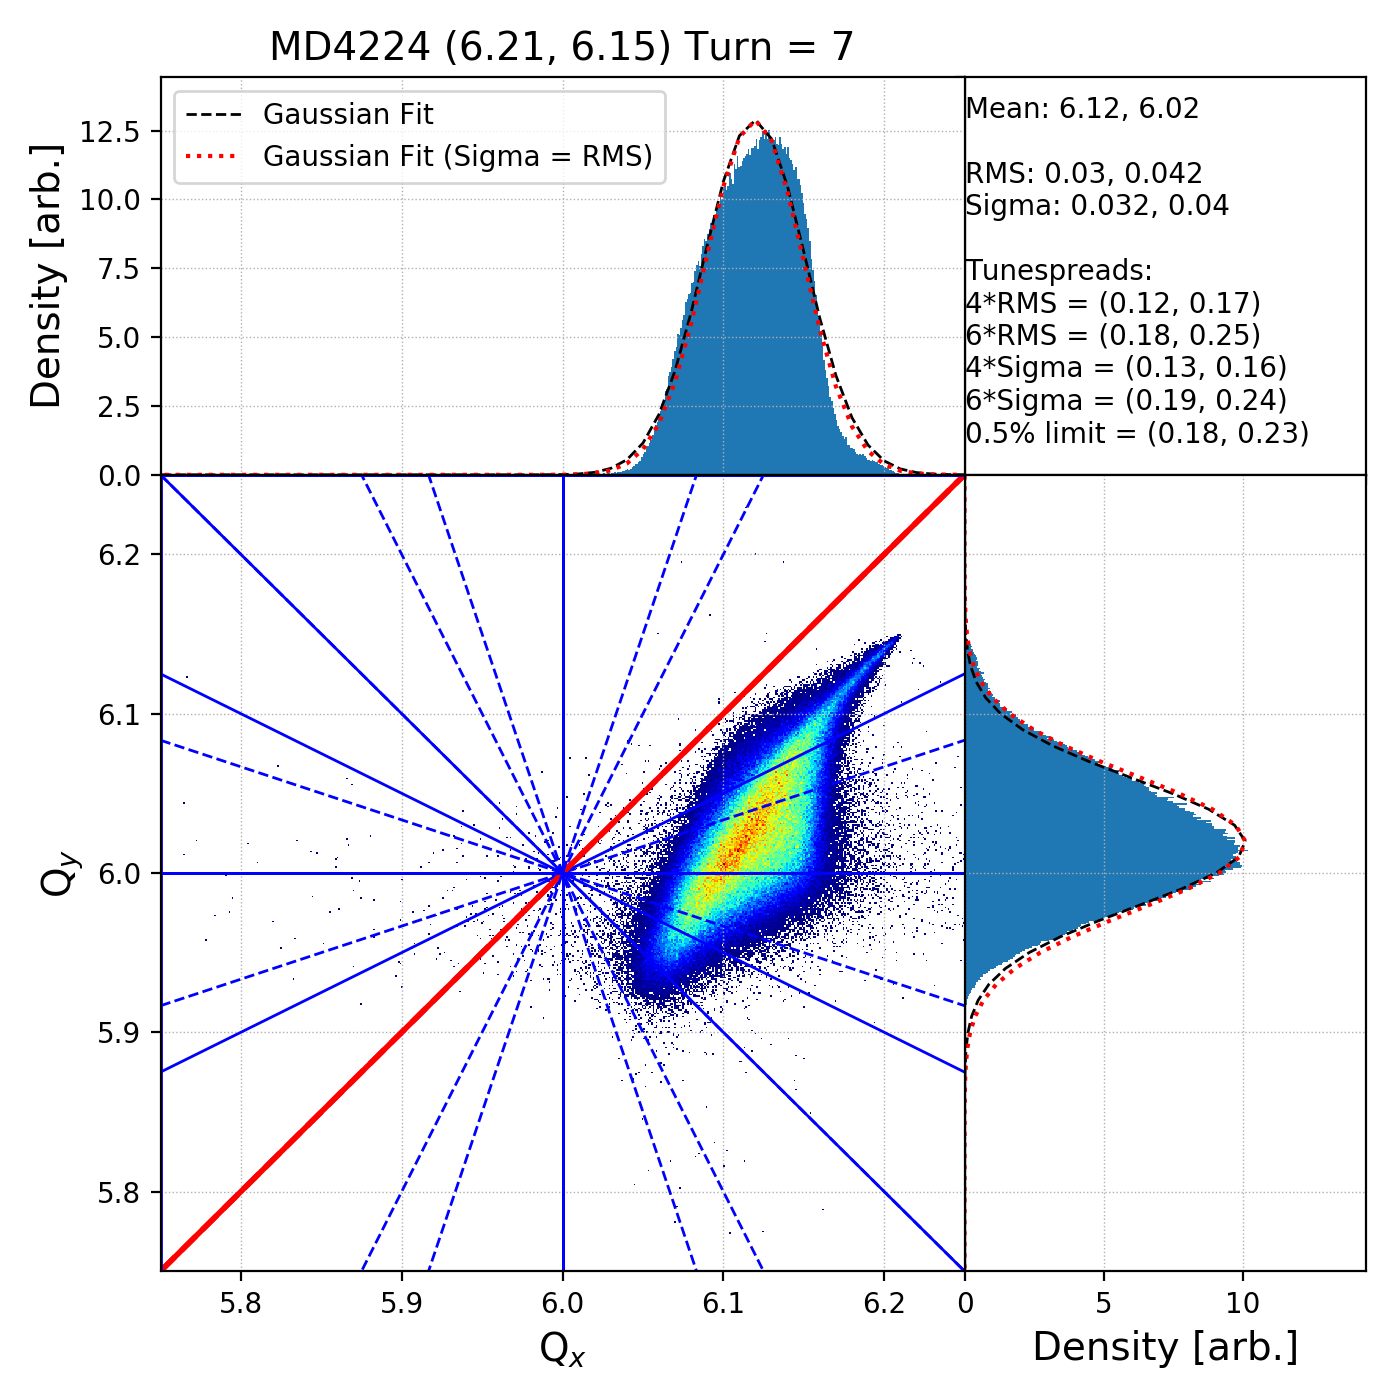 MD4224 (6.21, 6.15) Turn = 7
Gaussian Fit
Gaussian Fit (Sigma = RMS)
Density [arb.]
12.5
10.0
7.5
5.0
2.5
0.0
Mean: 6.12, 6.02
RMS: 0.03, 0.042
Sigma: 0.032, 0.04
Tunespreads:
4*RMS = (0.12, 0.17)
6*RMS = (0.18, 0.25)
4*Sigma = (0.13, 0.16)
6*Sigma = (0.19, 0.24)
0.5% limit = (0.18, 0.23)
Qy
6.2
6.1
6.0
5.9
5.8
5.8 5.9 6.0 6.1 6.2
Qx
0 5 10
Density [arb.]